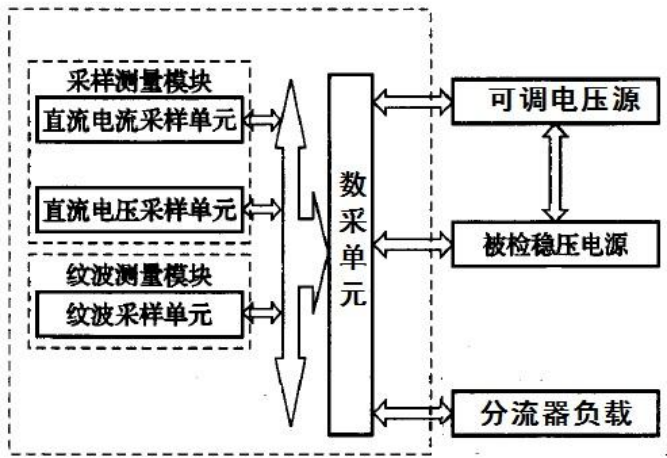 采样测量模块
直流电流采样单元
直流电压采样单元
纹波测量模块
纹波采样单元
数采单元
可调电压源
被检稳压电源
分流器负载